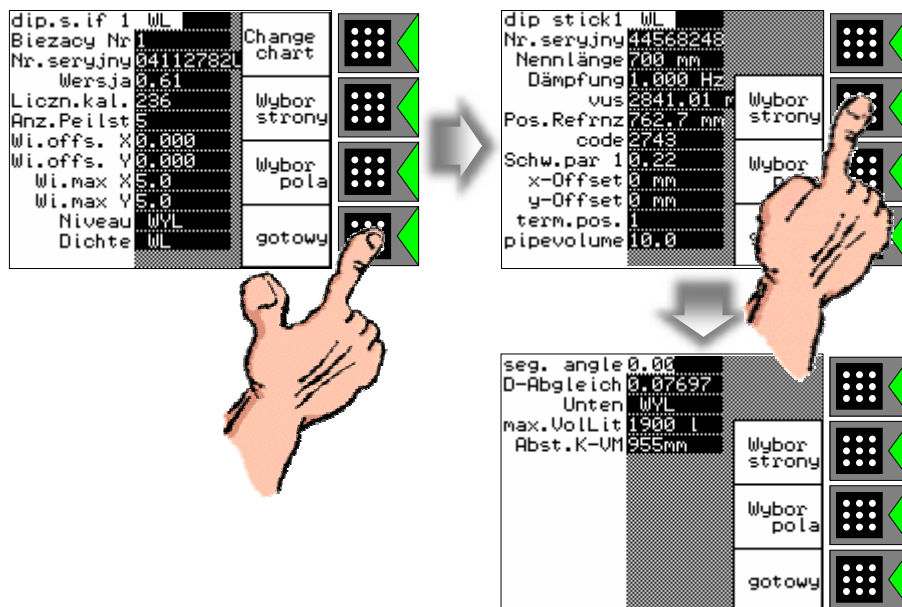 dip.s.if 1 WL
Biezacy Nr 1
Nr.seryjny 04112782
Wersja 0.61
Liczn.kal. 236
Anz.Peilst 5
Wi.offs. X 0.000
Wi.offs. Y 0.000
Wi.max X 5.0
Wi.max Y 5.0
Niveau WYL
Dichte WL
Change
chart
Wybor
strony
Wybor
pola
gotowy
dip stick1 WL
Nr.seryjny 44568248
Nennlänge 700 mm
Dämpfung 1.000 Hz
vus 2841.01 m
Pos.Refrnz 762.7 mm
code 2743
Schw.par 1 0.22
x-Offset 0 mm
y-Offset 0 mm
term.pos. 1
pipevolume 10.0
Wybor
strony
Wybor
seg. angle 0.00
D-Abgleich 0.07697
Unten WYL
max.VolLit 1900 l
Abst.K-VM 955mm
Wybor
strony
Wybor
pola
gotowy